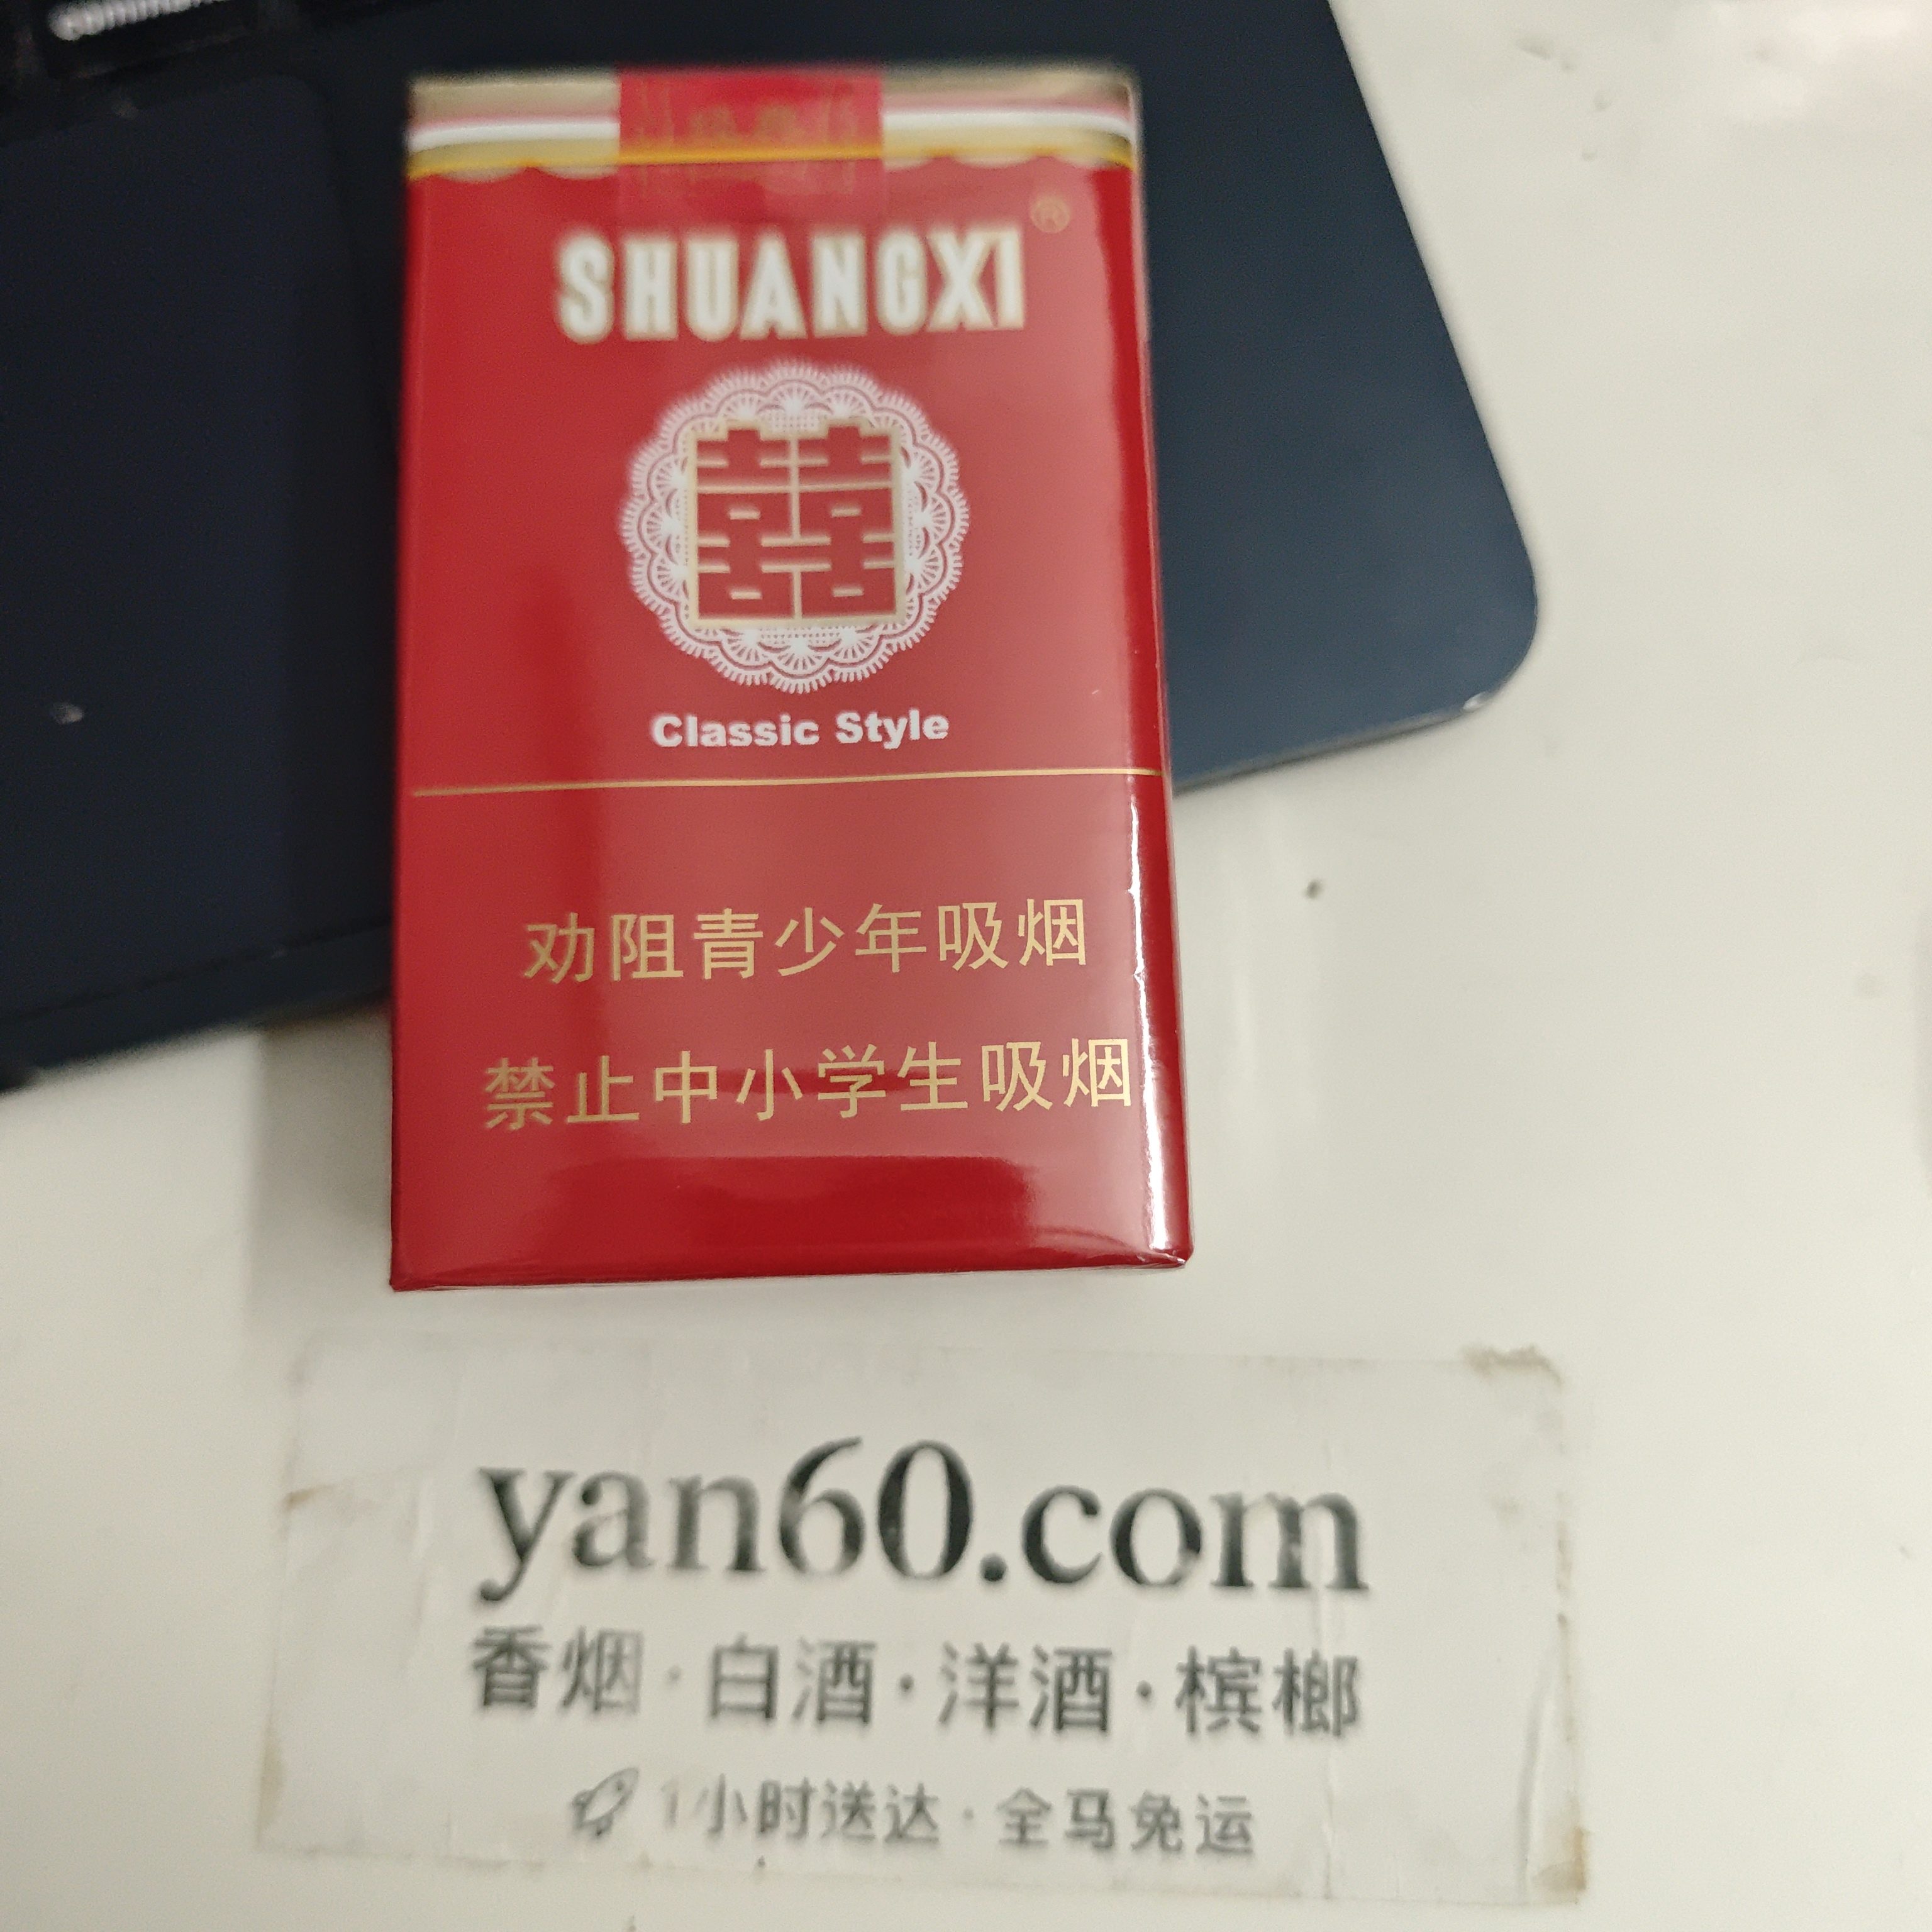 SHUANGXI®
囍
Classic Style
劝阻青少年吸烟
禁止中小学生吸烟
yan60.com
香烟·白酒·洋酒·槟榔
1小时送达·全马免运